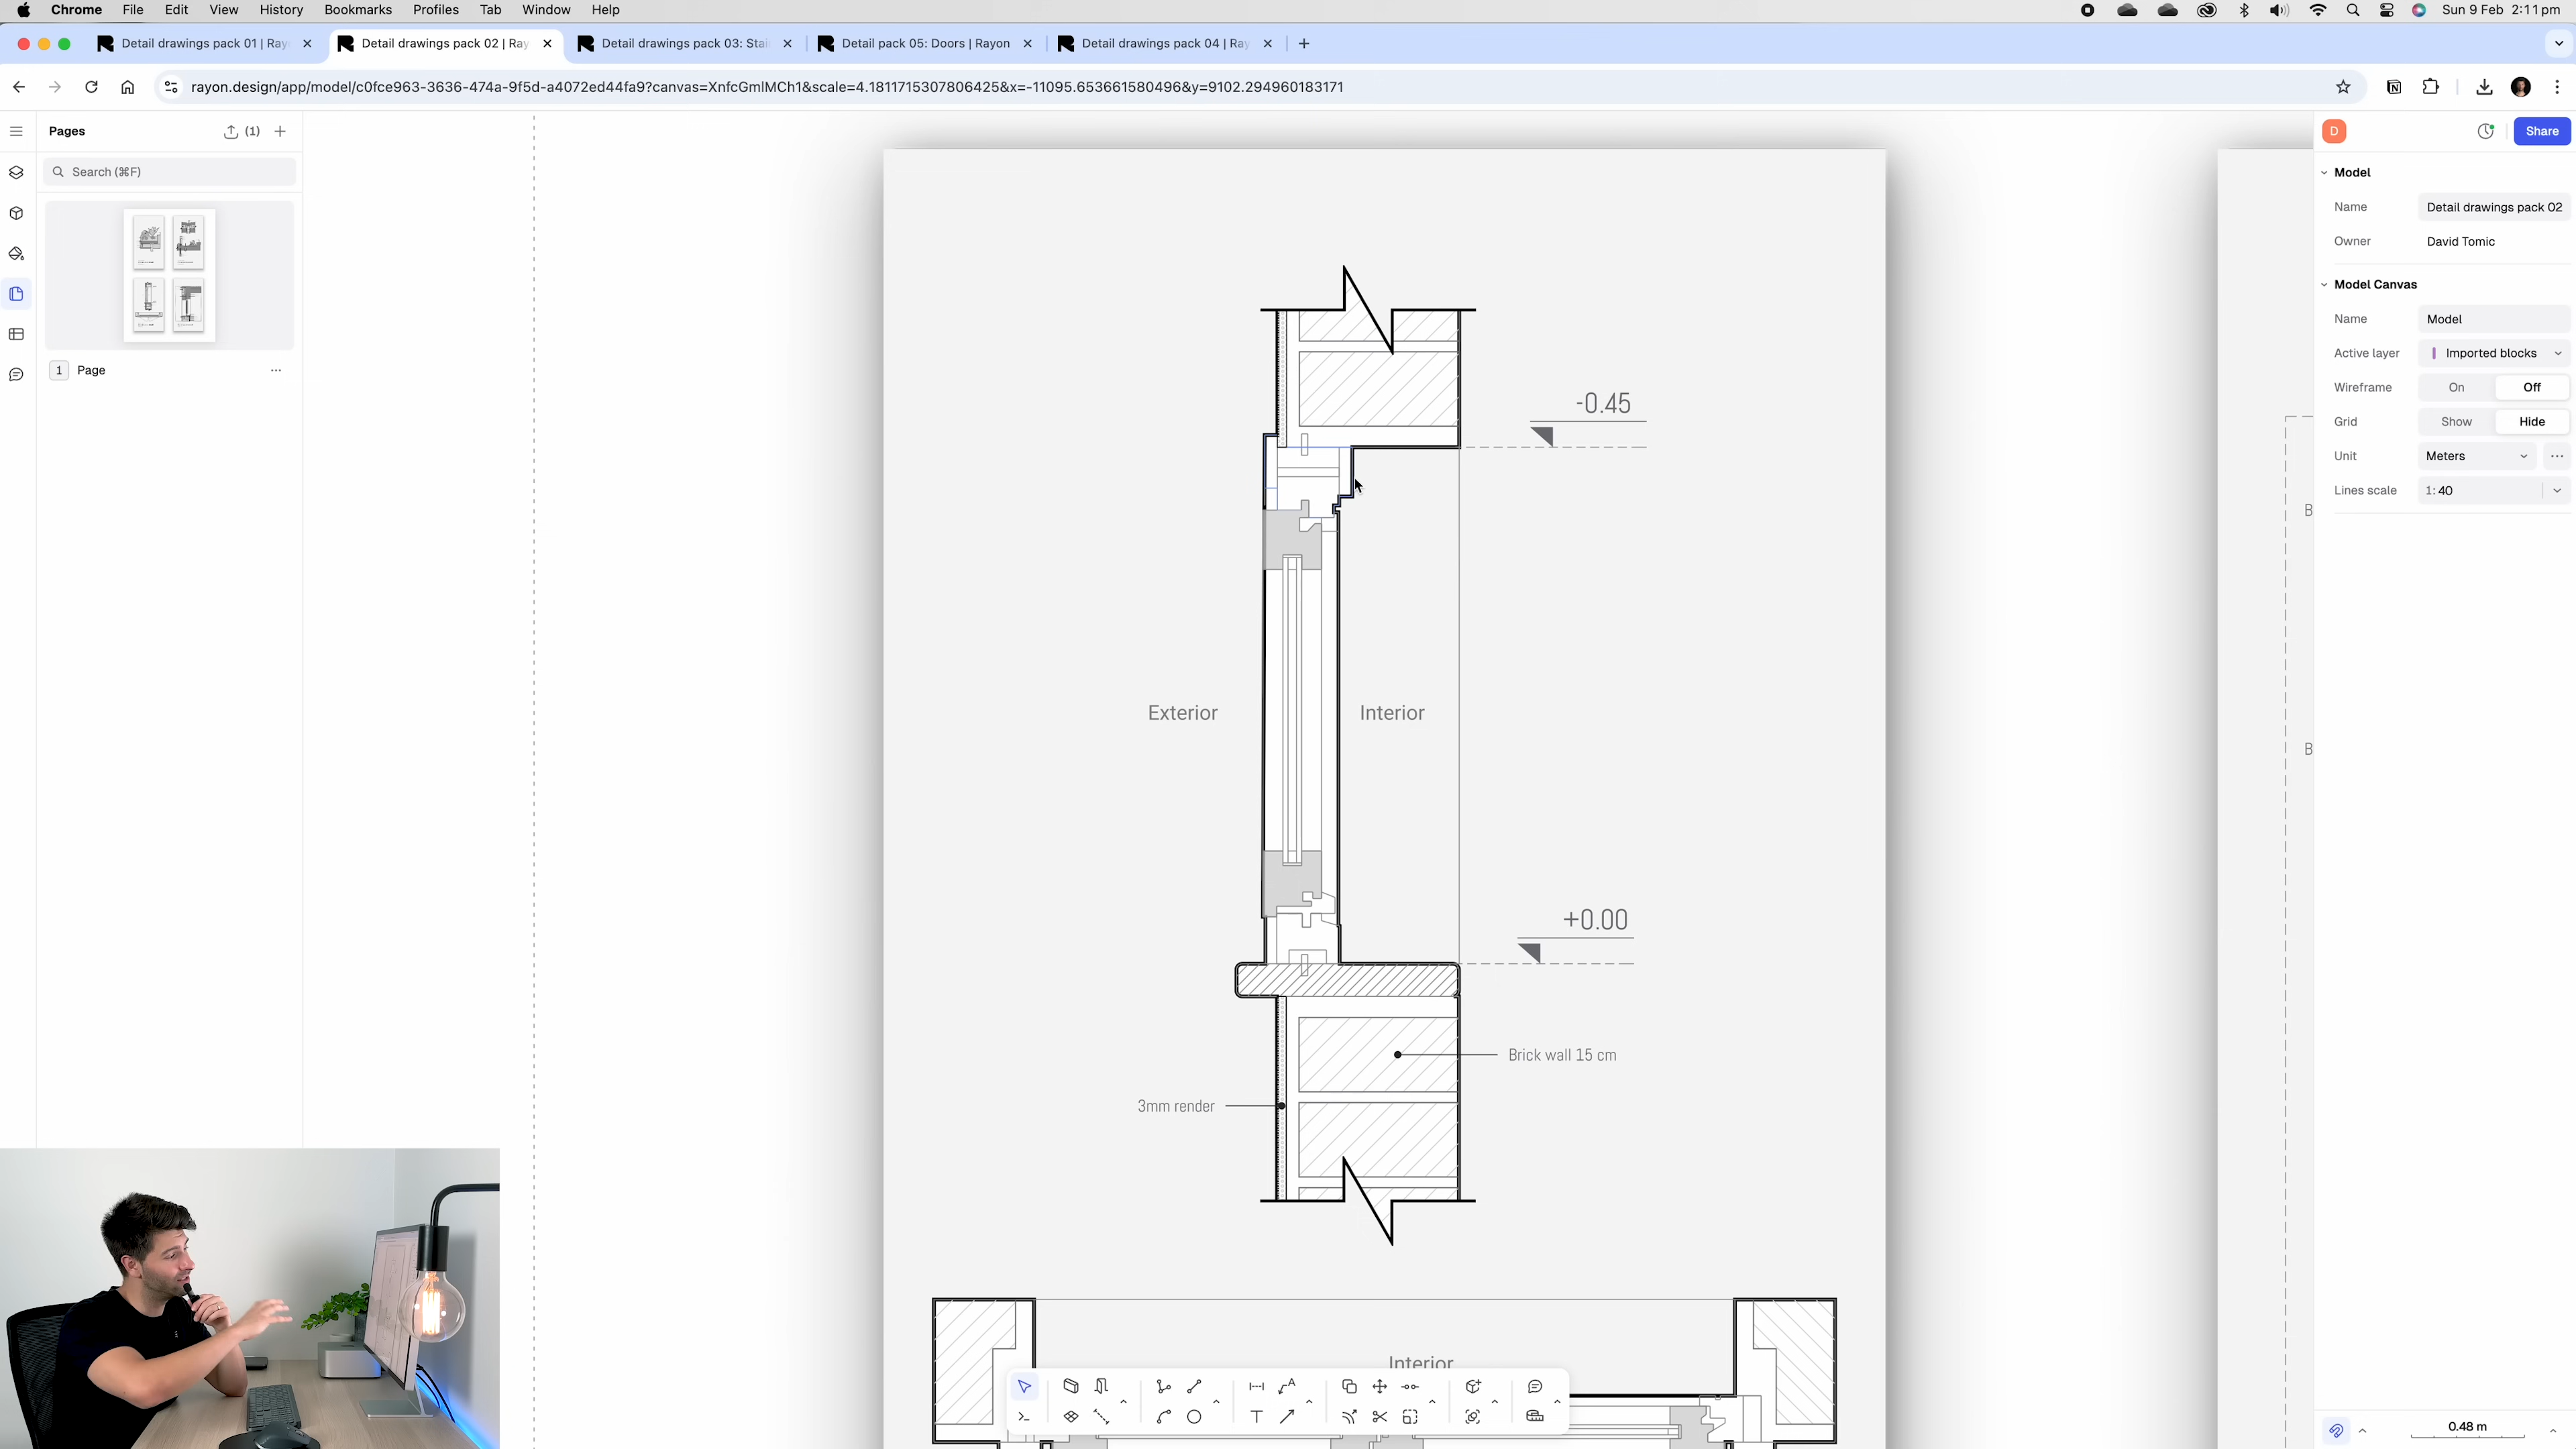 Chrome File Edit View History Bookmarks Profiles Tab Window Help Sun 9 Feb 2:11 pm
Detail drawings pack 01 | Ray Detail drawings pack 02 | Ray Detail drawings pack 03: Stai Detail pack 05: Doors | Rayon Detail drawings pack 04 | Ray
rayon.design/app/model/c0fce963-3636-474a-9f5d-a4072ed44fa9?canvas=XnfcGmlMCh1&scale=4.1811715307806425&x=-11095.653661580496&y=9102.294960183171
Pages (1)
Search (⌘F)
1 Page
D Share
Model
Name Detail drawings pack 02
Owner David Tomic
Model Canvas
Name Model
Active layer Imported blocks
Wireframe On Off
Grid Show Hide
Unit Meters
Lines scale 1: 40
-0.45
B
Exterior Interior
B
+0.00
Brick wall 15 cm
3mm render
Interior
0.48 m